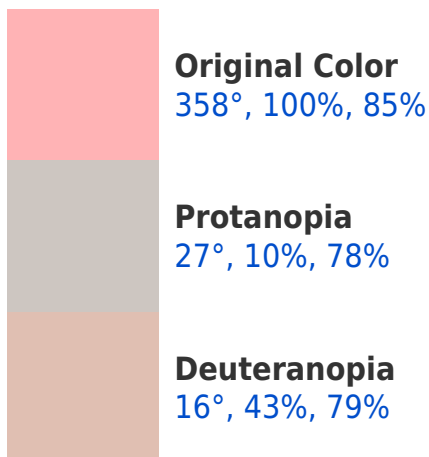 Original Color
358°, 100%, 85%
Protanopia
27°, 10%, 78%
Deuteranopia
16°, 43%, 79%